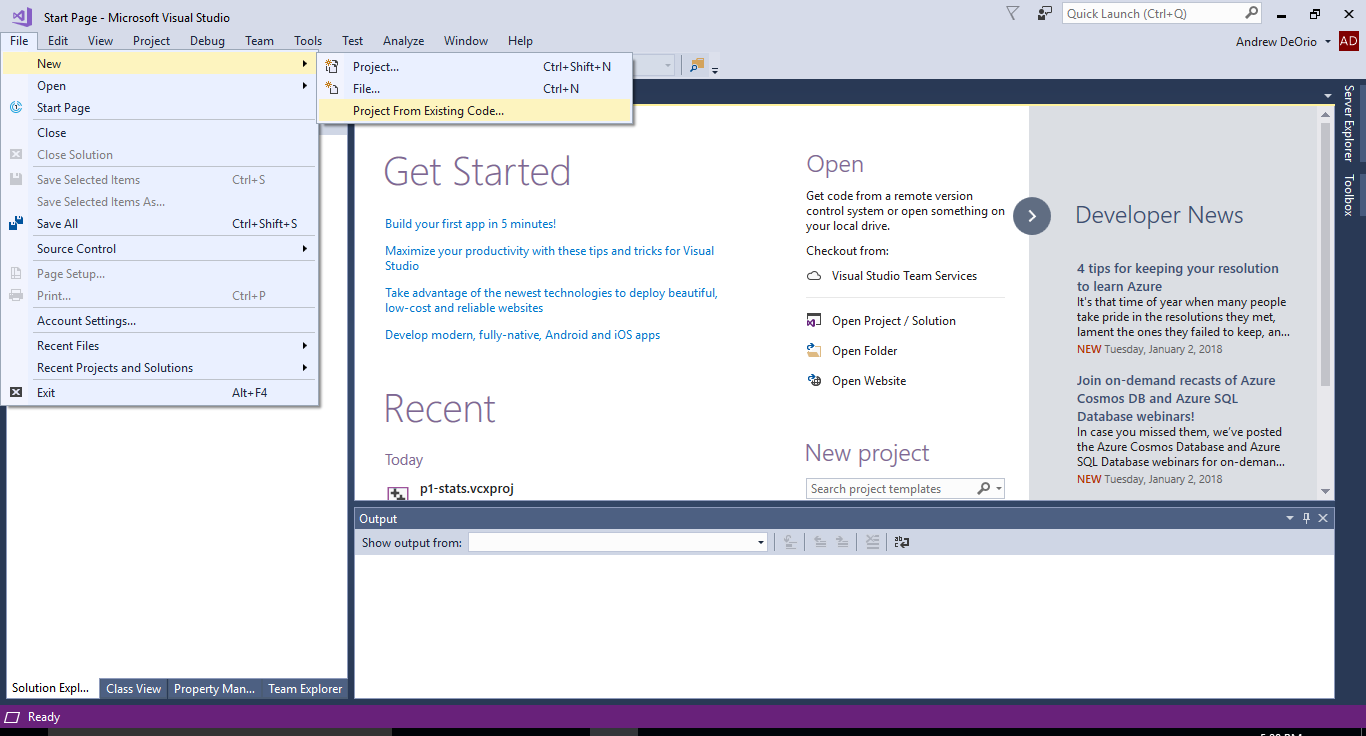 Start Page - Microsoft Visual Studio
Quick Launch (Ctrl+Q)
File Edit View Project Debug Team Tools Test Analyze Window Help
Andrew DeOrio AD
New
Open
Start Page
Close
Close Solution
Save Selected Items Ctrl+S
Save Selected Items As...
Save All Ctrl+Shift+S
Source Control
Page Setup...
Print... Ctrl+P
Account Settings...
Recent Files
Recent Projects and Solutions
Exit Alt+F4
Project... Ctrl+Shift+N
File... Ctrl+N
Project From Existing Code...
Get Started
Build your first app in 5 minutes!
Maximize your productivity with these tips and tricks for Visual
Studio
Take advantage of the newest technologies to deploy beautiful,
low-cost and reliable websites
Develop modern, fully-native, Android and iOS apps
Recent
Today
p1-stats.vcxproj
Open
Get code from a remote version
control system or open something on
your local drive.
Checkout from:
Visual Studio Team Services
Open Project / Solution
Open Folder
Open Website
New project
Search project templates
Developer News
4 tips for keeping your resolution
to learn Azure
It's that time of year when many people
take pride in the resolutions they met,
lament the ones they failed to keep, an...
NEW Tuesday, January 2, 2018
Join on-demand recasts of Azure
Cosmos DB and Azure SQL
Database webinars!
In case you missed them, we've posted
the Azure Cosmos Database and Azure
SQL Database webinars for on-deman...
NEW Tuesday, January 2, 2018
Server Explorer
Toolbox
Output
Show output from:
Solution Expl... Class View Property Man... Team Explorer
Ready